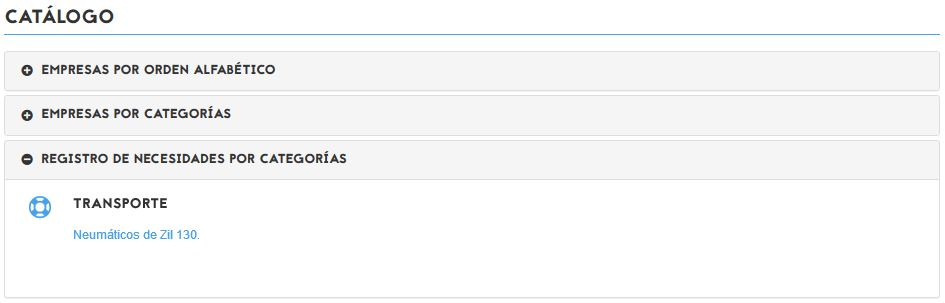 CATÁLOGO
EMPRESAS POR ORDEN ALFABÉTICO
EMPRESAS POR CATEGORÍAS
REGISTRO DE NECESIDADES POR CATEGORÍAS
TRANSPORTE
Neumáticos de Zil 130.